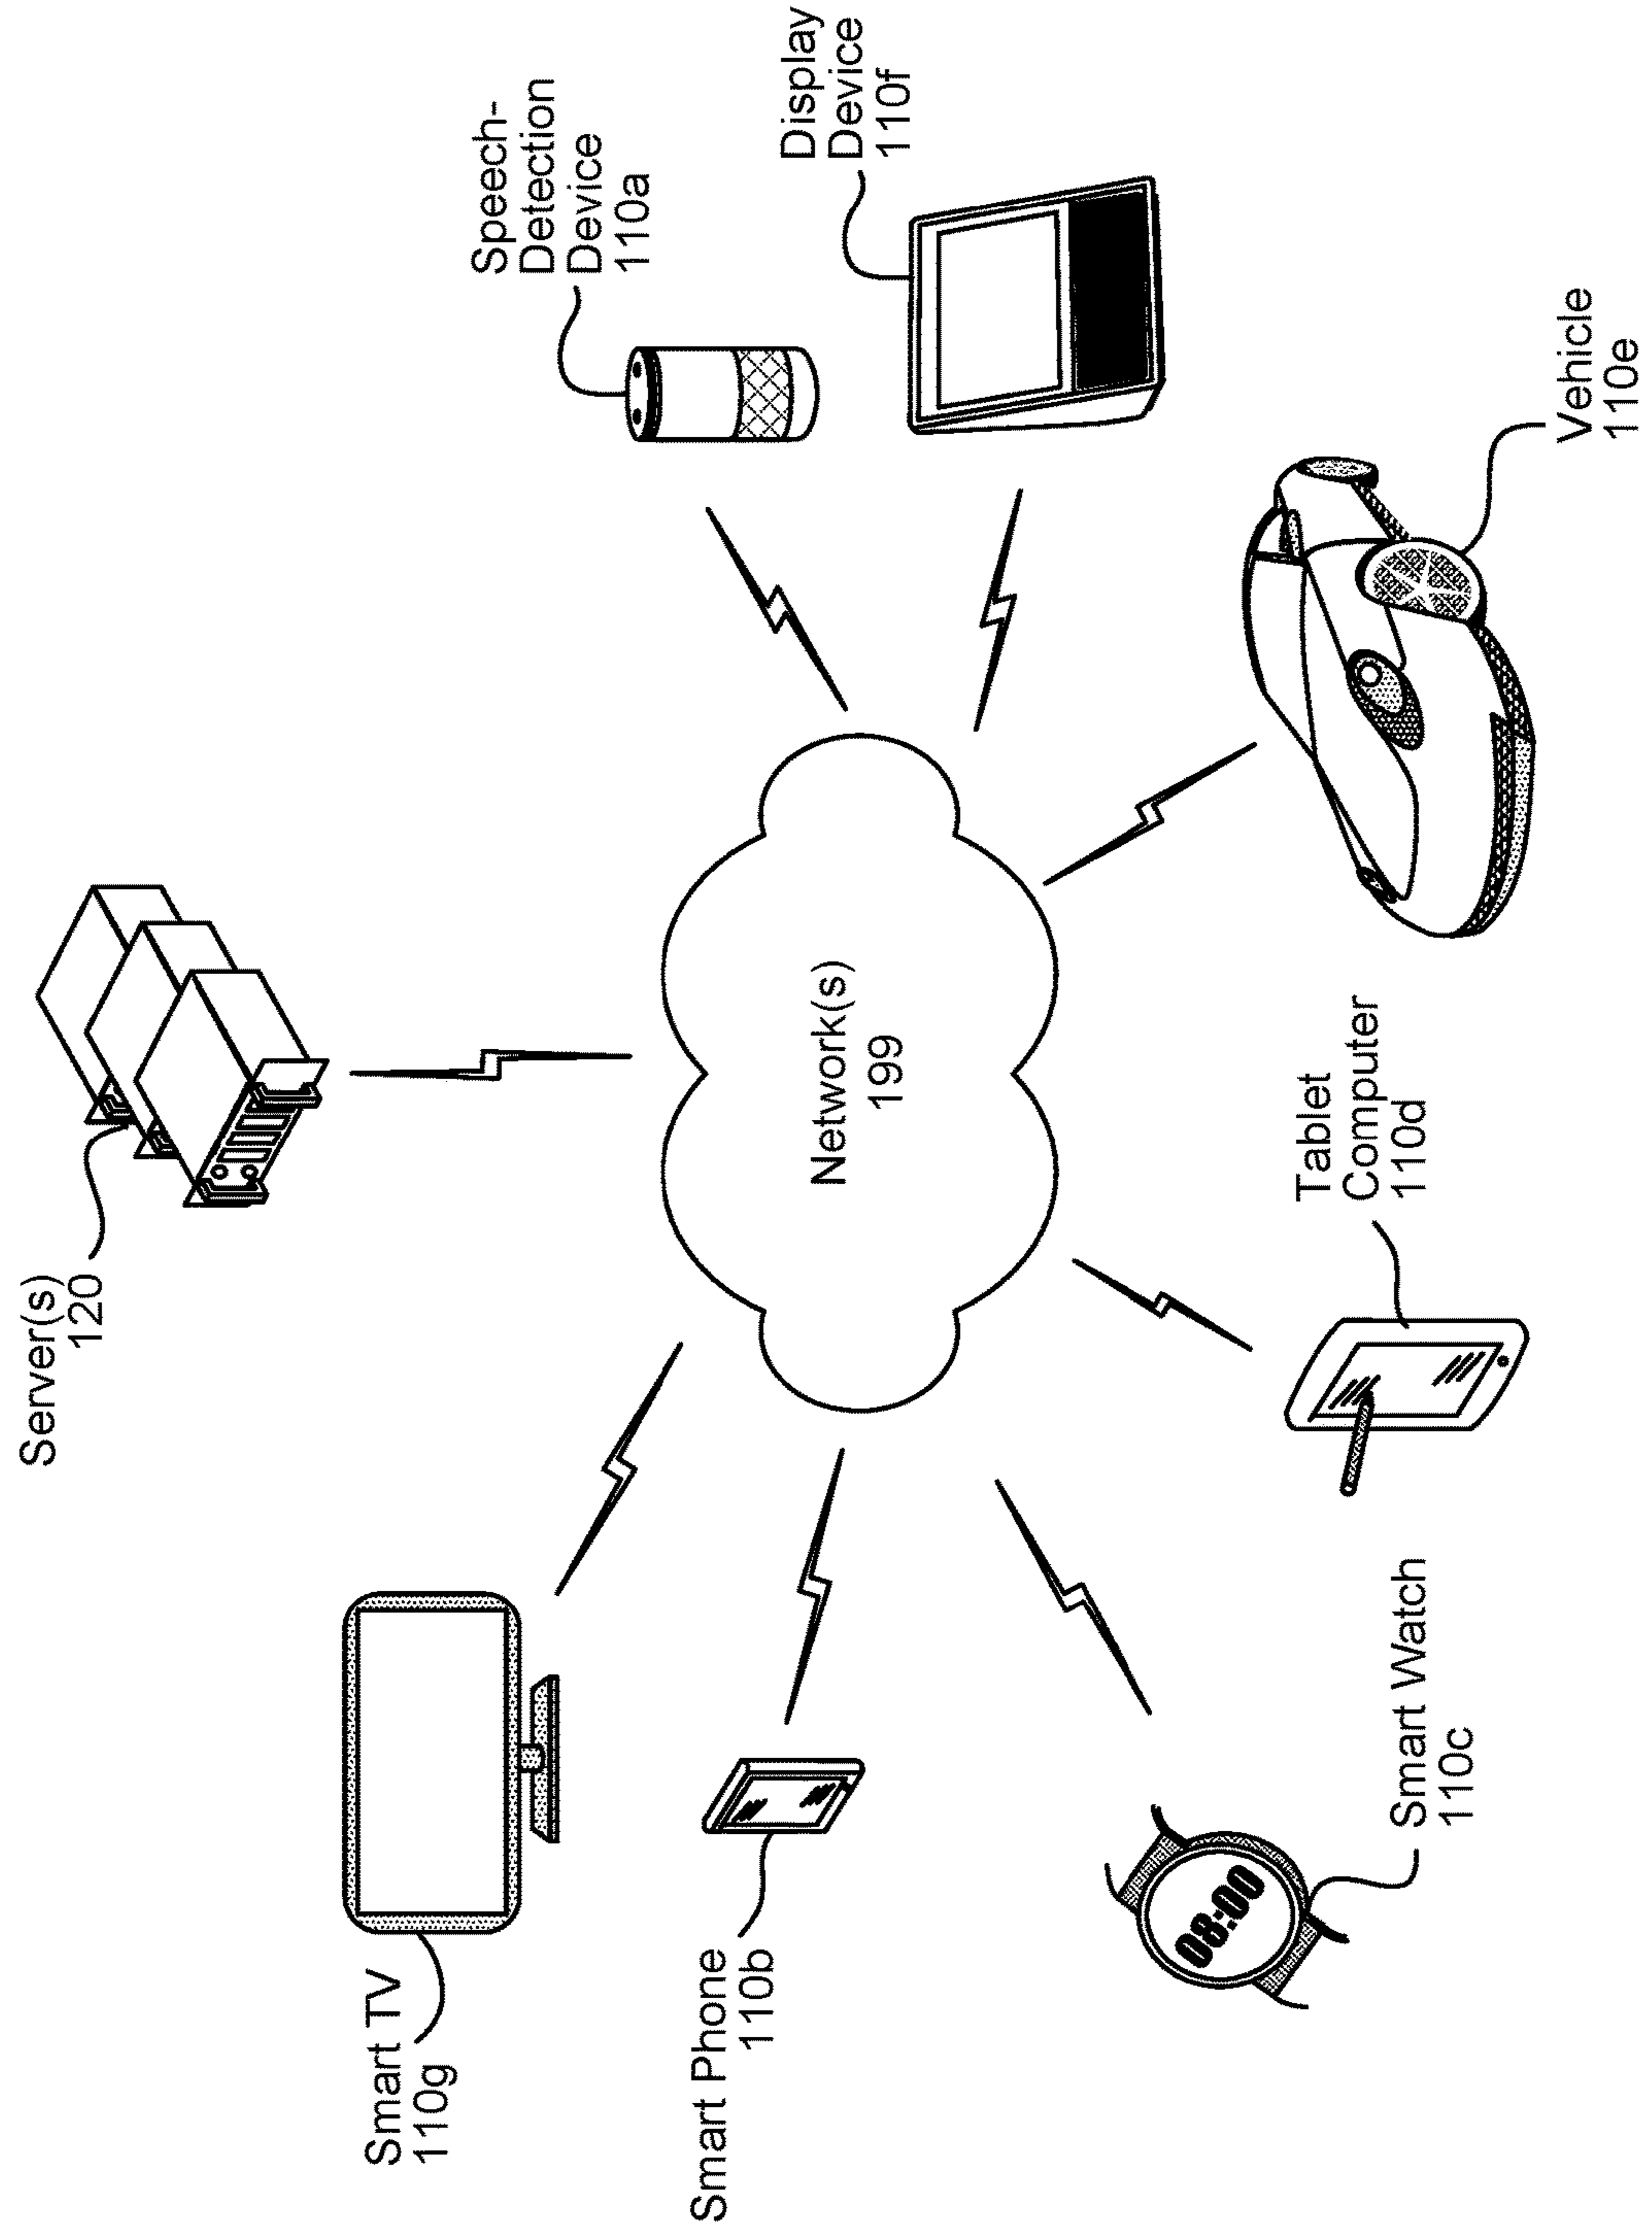 Server(s)
120
Smart TV
110g
Speech-
Detection
Device
110a
Smart Phone
110b
Network(s)
199
Display
Device
110f
08:00
Smart Watch
110c
Tablet
Computer
110d
Vehicle
110e